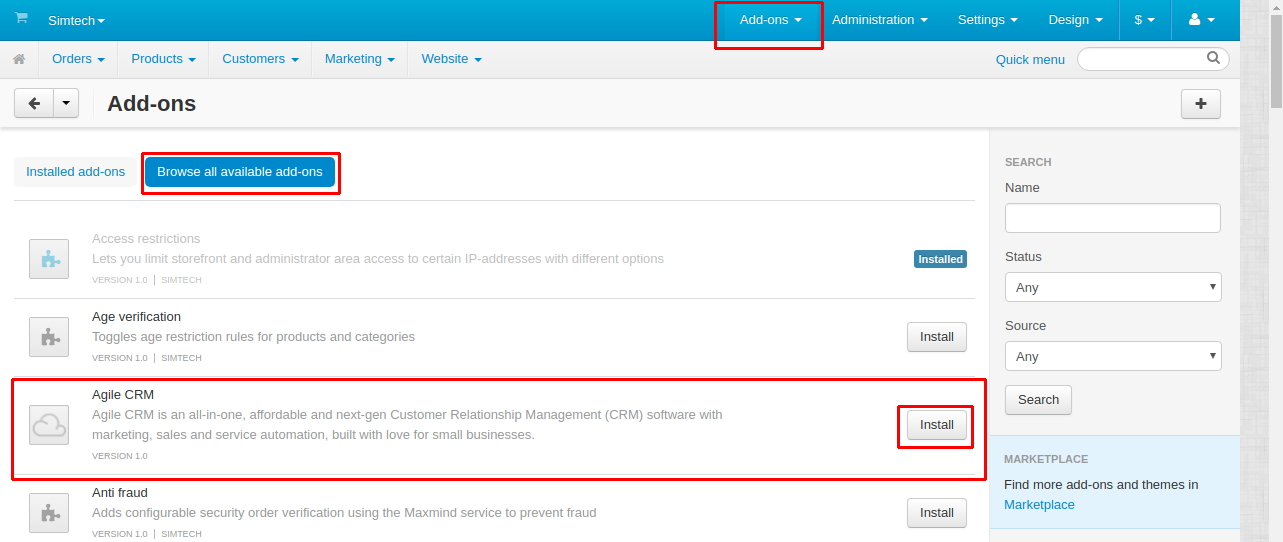 Simtech
Add-ons
Administration
Settings
Design
$
Orders
Products
Customers
Marketing
Website
Quick menu
Add-ons
Installed add-ons
Browse all available add-ons
Access restrictions
Lets you limit storefront and administrator area access to certain IP-addresses with different options
VERSION 1.0 | SIMTECH
Installed
Age verification
Toggles age restriction rules for products and categories
VERSION 1.0 | SIMTECH
Install
Agile CRM
Agile CRM is an all-in-one, affordable and next-gen Customer Relationship Management (CRM) software with
marketing, sales and service automation, built with love for small businesses.
VERSION 1.0
Install
Anti fraud
Adds configurable security order verification using the Maxmind service to prevent fraud
VERSION 1.0 | SIMTECH
Install
SEARCH
Name
Status
Any
Source
Any
Search
MARKETPLACE
Find more add-ons and themes in
Marketplace